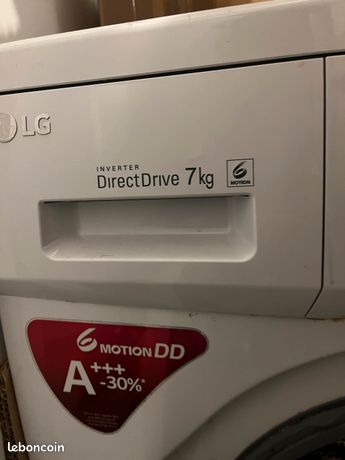 LG
INVERTER
DirectDrive 7kg
6
MOTION
6 MOTION DD
A+++
-30%*
leboncoin